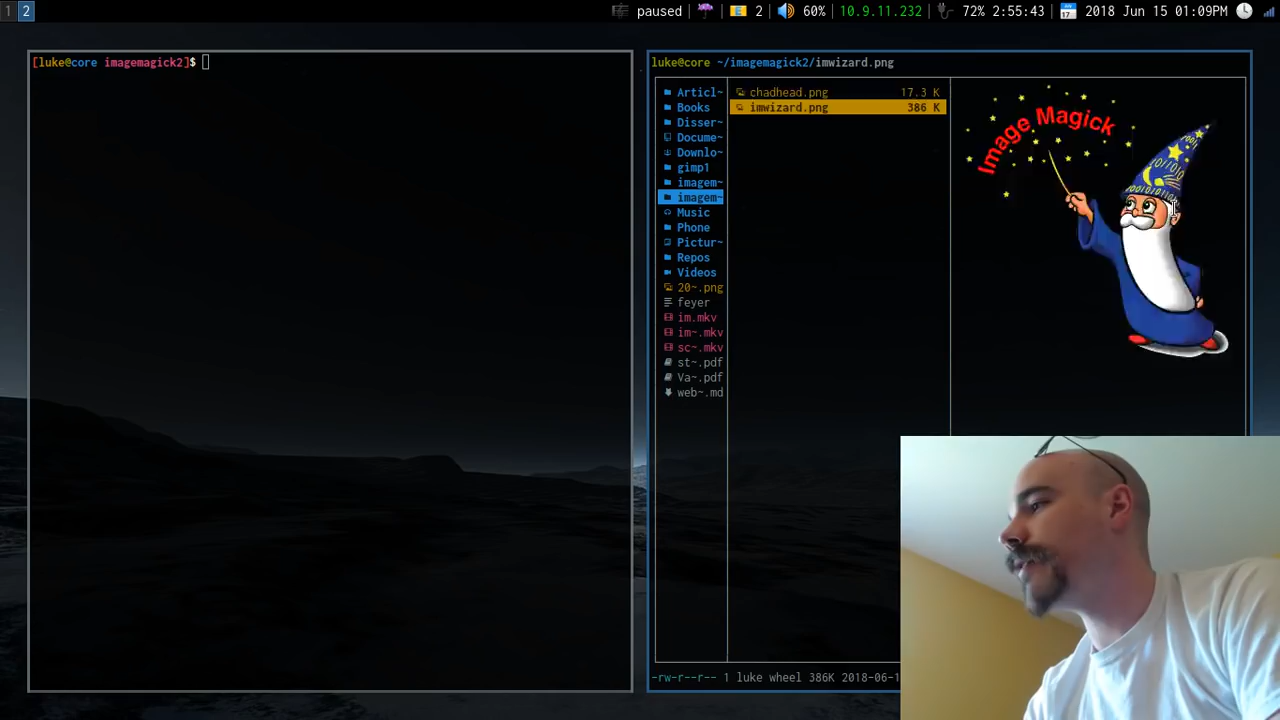 1 2 paused 2 60% 10.9.11.232 72% 2:55:43 2018 Jun 15 01:09PM
[luke@core imagemagick2]$
luke@core ~/imagemagick2/imwizard.png
Articl~
Books
Disser~
Docume~
Downlo~
gimp1
imagem~
imagem~
Music
Phone
Pictur~
Repos
Videos
20~.png
feyer
im.mkv
im~.mkv
sc~.mkv
st~.pdf
Va~.pdf
web~.md
chadhead.png 17.3 K
imwizard.png 386 K
Image Magick
-rw-r--r-- 1 luke wheel 386K 2018-06-1